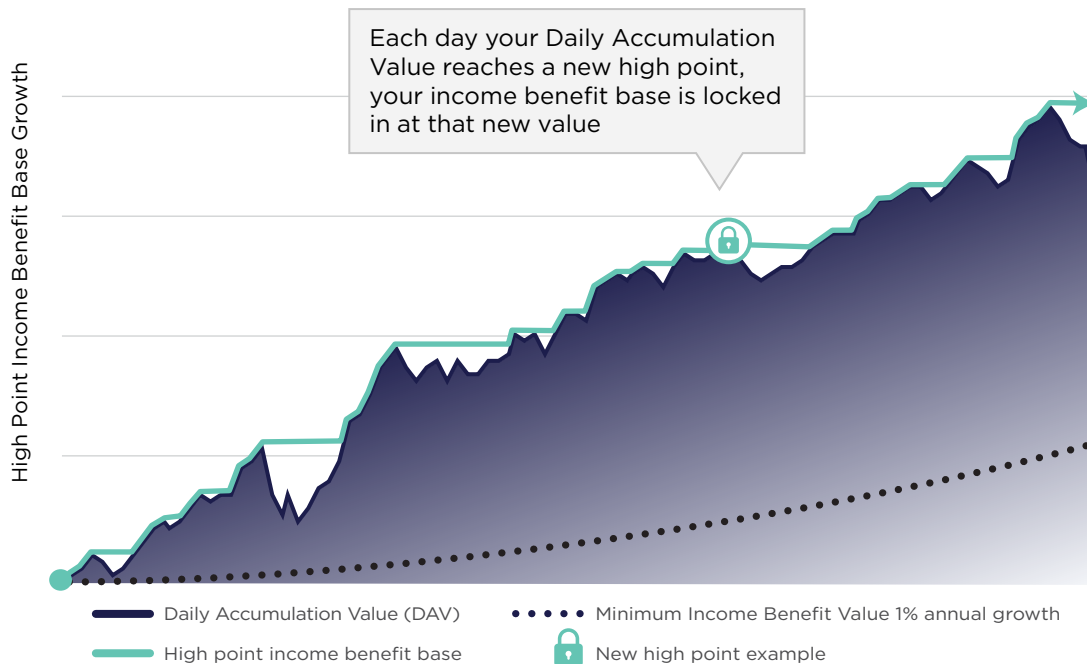 Each day your Daily Accumulation
Value reaches a new high point,
your income benefit base is locked
in at that new value
High Point Income Benefit Base Growth
Daily Accumulation Value (DAV)
Minimum Income Benefit Value 1% annual growth
High point income benefit base
New high point example